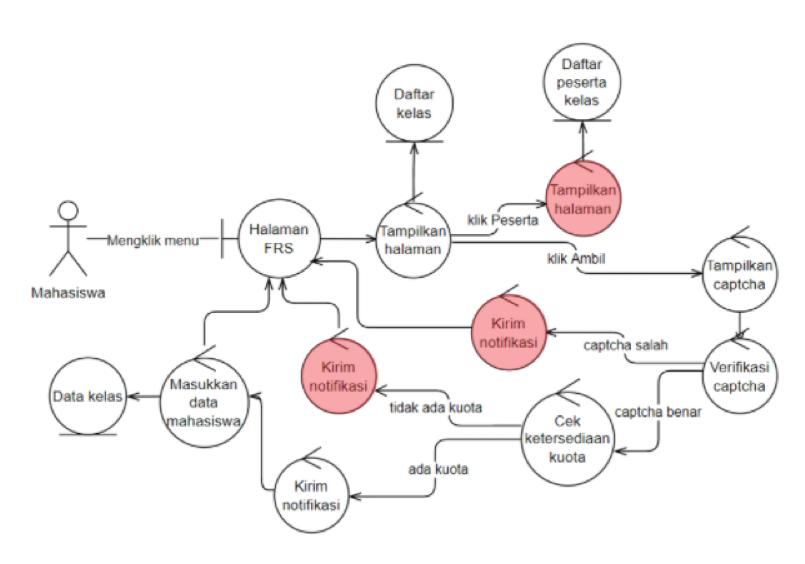 Daftar
kelas
Daftar
peserta
kelas
Tampilkan
halaman
klik Peserta
Mahasiswa
Mengklik menu
Halaman
FRS
Tampilkan
halaman
klik Ambil
Tampilkan
captcha
Kirim
notifikasi
captcha salah
Verifikasi
captcha
Kirim
notifikasi
tidak ada kuota
captcha benar
Data kelas
Masukkan
data
mahasiswa
Cek
ketersediaan
kuota
ada kuota
Kirim
notifikasi